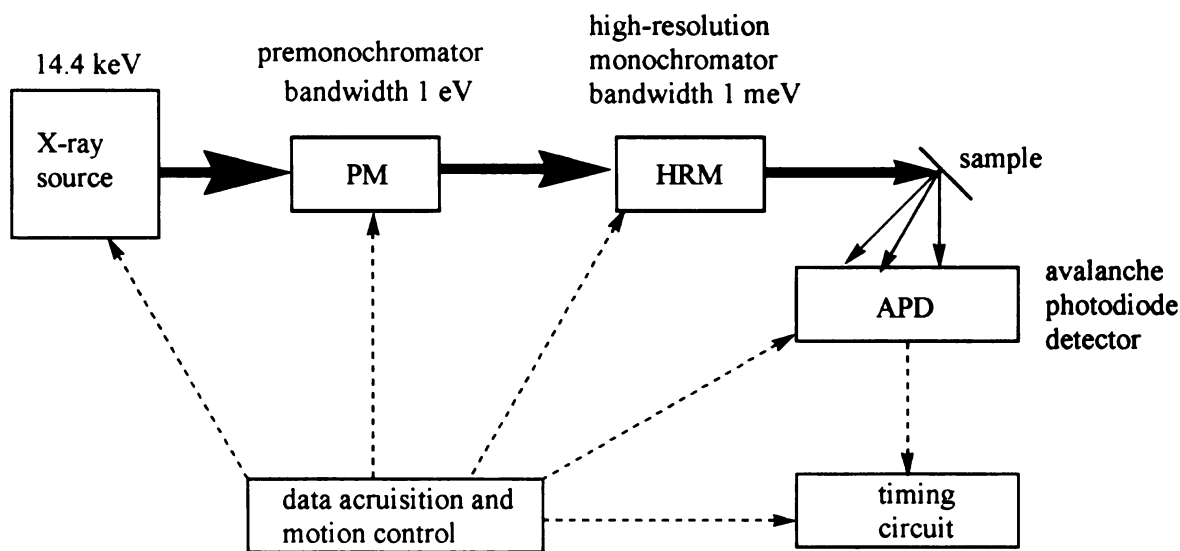 14.4 keV
X-ray
source
premonochromator
bandwidth 1 eV
PM
high-resolution
monochromator
bandwidth 1 meV
HRM
sample
APD
avalanche
photodiode
detector
data acruisition and
motion control
timing
circuit